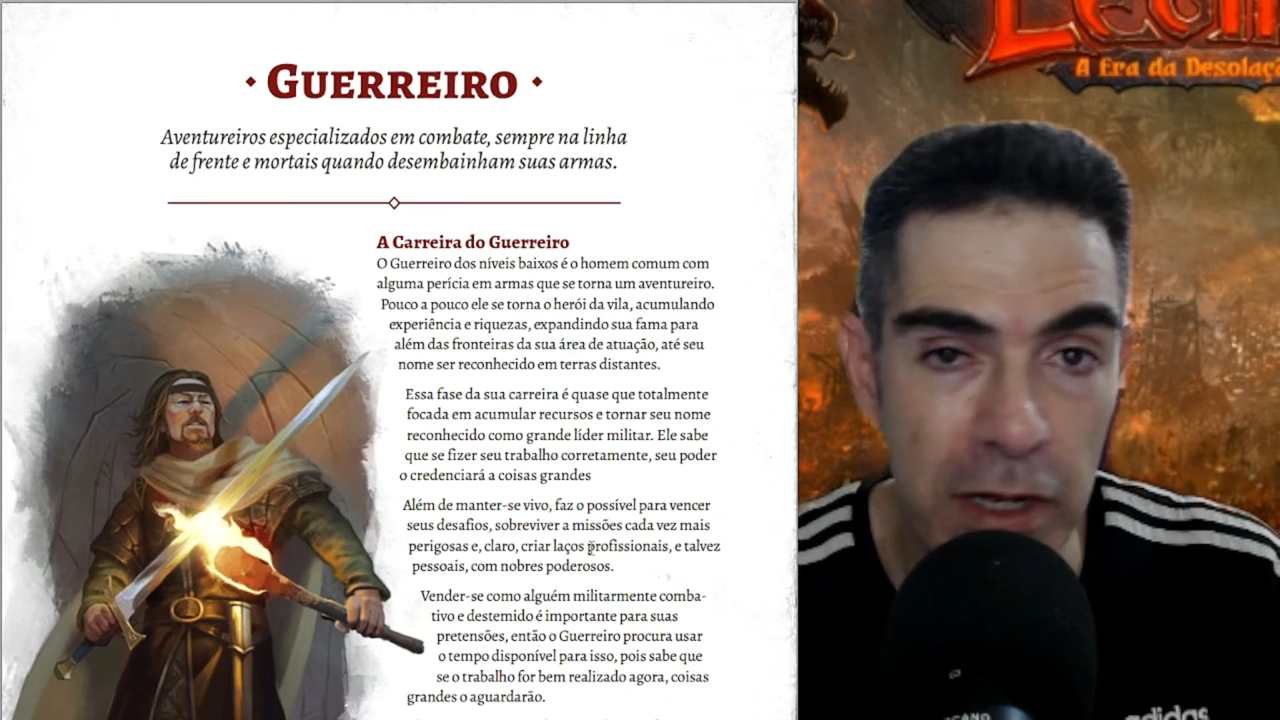 GUERREIRO
Aventureiros especializados em combate, sempre na linha
de frente e mortais quando desembainham suas armas.
A Carreira do Guerreiro
O Guerreiro dos níveis baixos é o homem comum com
alguma perícia em armas que se torna um aventureiro.
Pouco a pouco ele se torna o herói da vila, acumulando
experiência e riquezas, expandindo sua fama para
além das fronteiras da sua área de atuação, até seu
nome ser reconhecido em terras distantes.
Essa fase da sua carreira é quase que totalmente
focada em acumular recursos e tornar seu nome
reconhecido como grande líder militar. Ele sabe
que se fizer seu trabalho corretamente, seu poder
o credenciará a coisas grandes
Além de manter-se vivo, faz o possível para vencer
seus desafios, sobreviver a missões cada vez mais
perigosas e, claro, criar laços profissionais, e talvez
pessoais, com nobres poderosos.
Vender-se como alguém militarmente comba-
tivo e destemido é importante para suas
pretensões, então o Guerreiro procura usar
o tempo disponível para isso, pois sabe que
se o trabalho for bem realizado agora, coisas
grandes o aguardarão.
A Era da Desolaç
adidas